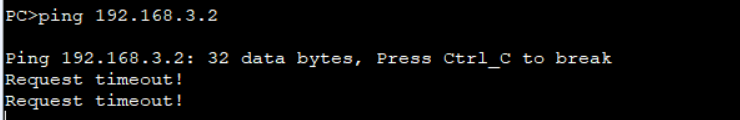 PC>ping 192.168.3.2
Ping 192.168.3.2: 32 data bytes, Press Ctrl_C to break
Request timeout!
Request timeout!